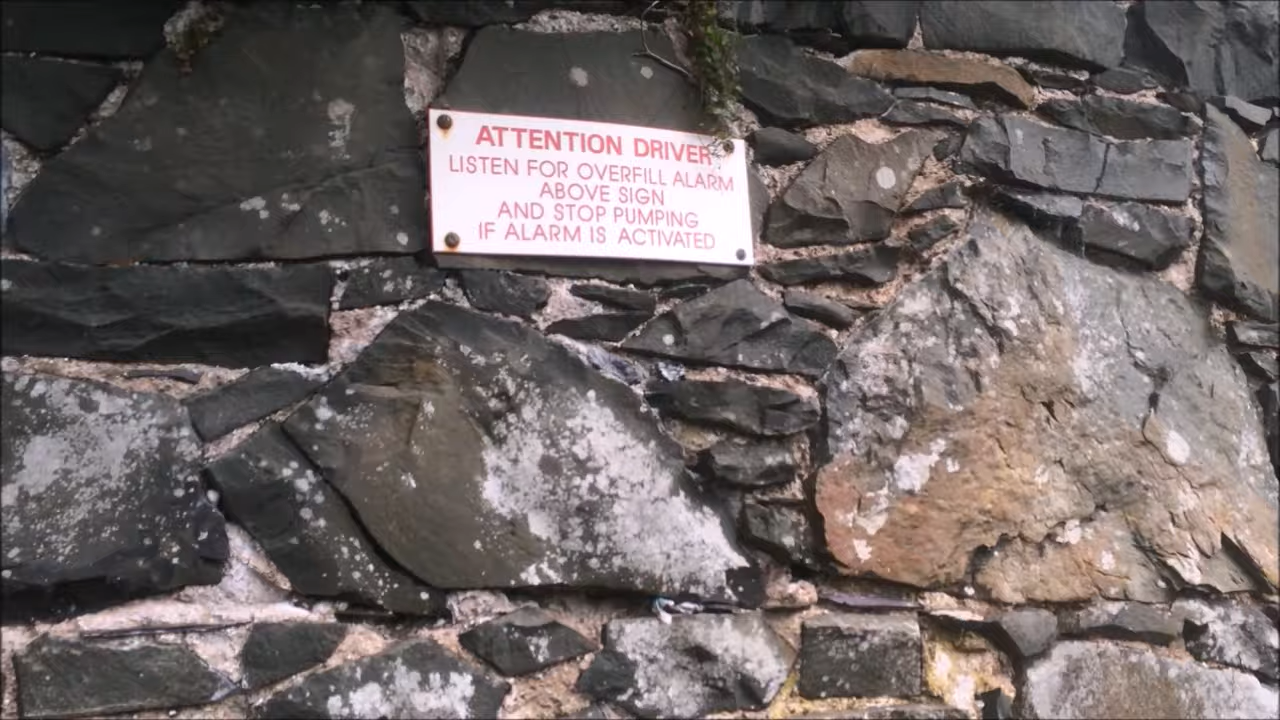 ATTENTION DRIVER
LISTEN FOR OVERFILL ALARM
ABOVE SIGN
AND STOP PUMPING
IF ALARM IS ACTIVATED